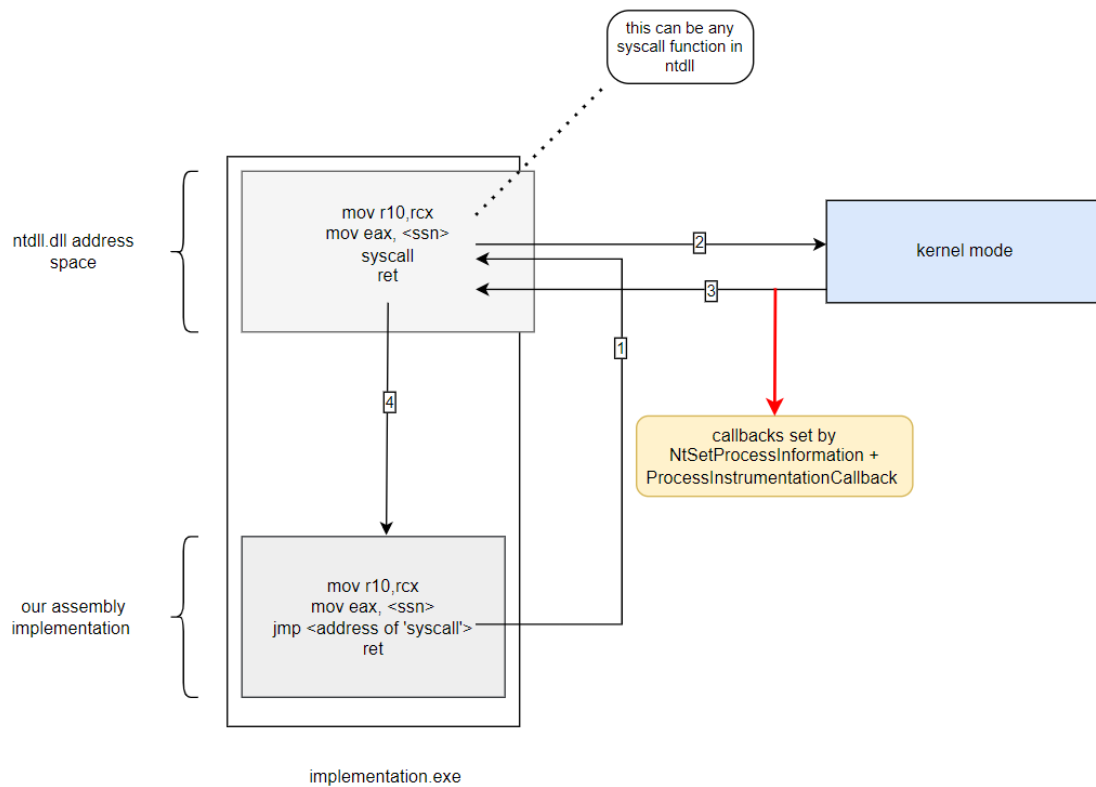 this can be any
syscall function in
ntdll
mov r10,rcx
mov eax, <ssn>
syscall
ret
ntdll.dll address
space
2
kernel mode
3
1
4
callbacks set by
NtSetProcessInformation +
ProcessInstrumentationCallback
mov r10,rcx
mov eax, <ssn>
jmp <address of 'syscall'>
ret
our assembly
implementation
implementation.exe